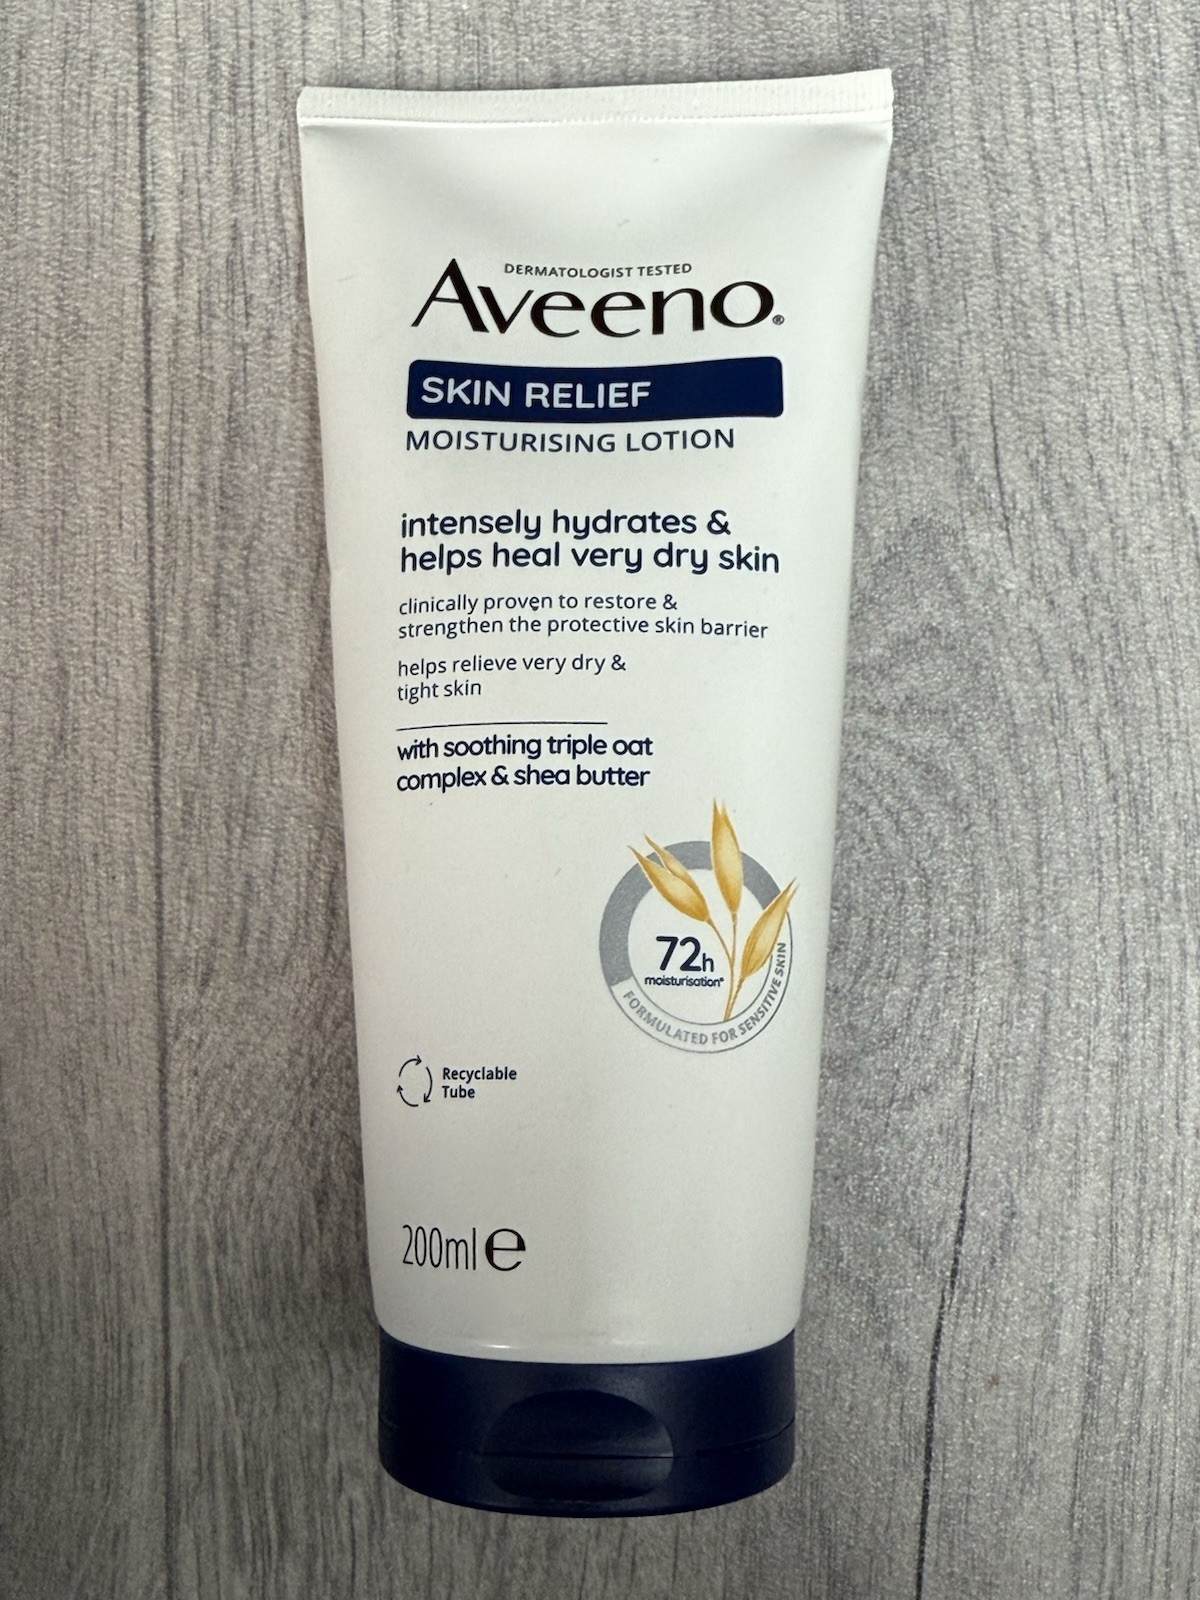 DERMATOLOGIST TESTED
Aveeno®
SKIN RELIEF
MOISTURISING LOTION
intensely hydrates &
helps heal very dry skin
clinically proven to restore &
strengthen the protective skin barrier
helps relieve very dry &
tight skin
with soothing triple oat
complex & shea butter
72h
moisturisation*
FORMULATED FOR SENSITIVE SKIN
Recyclable
Tube
200ml ℮